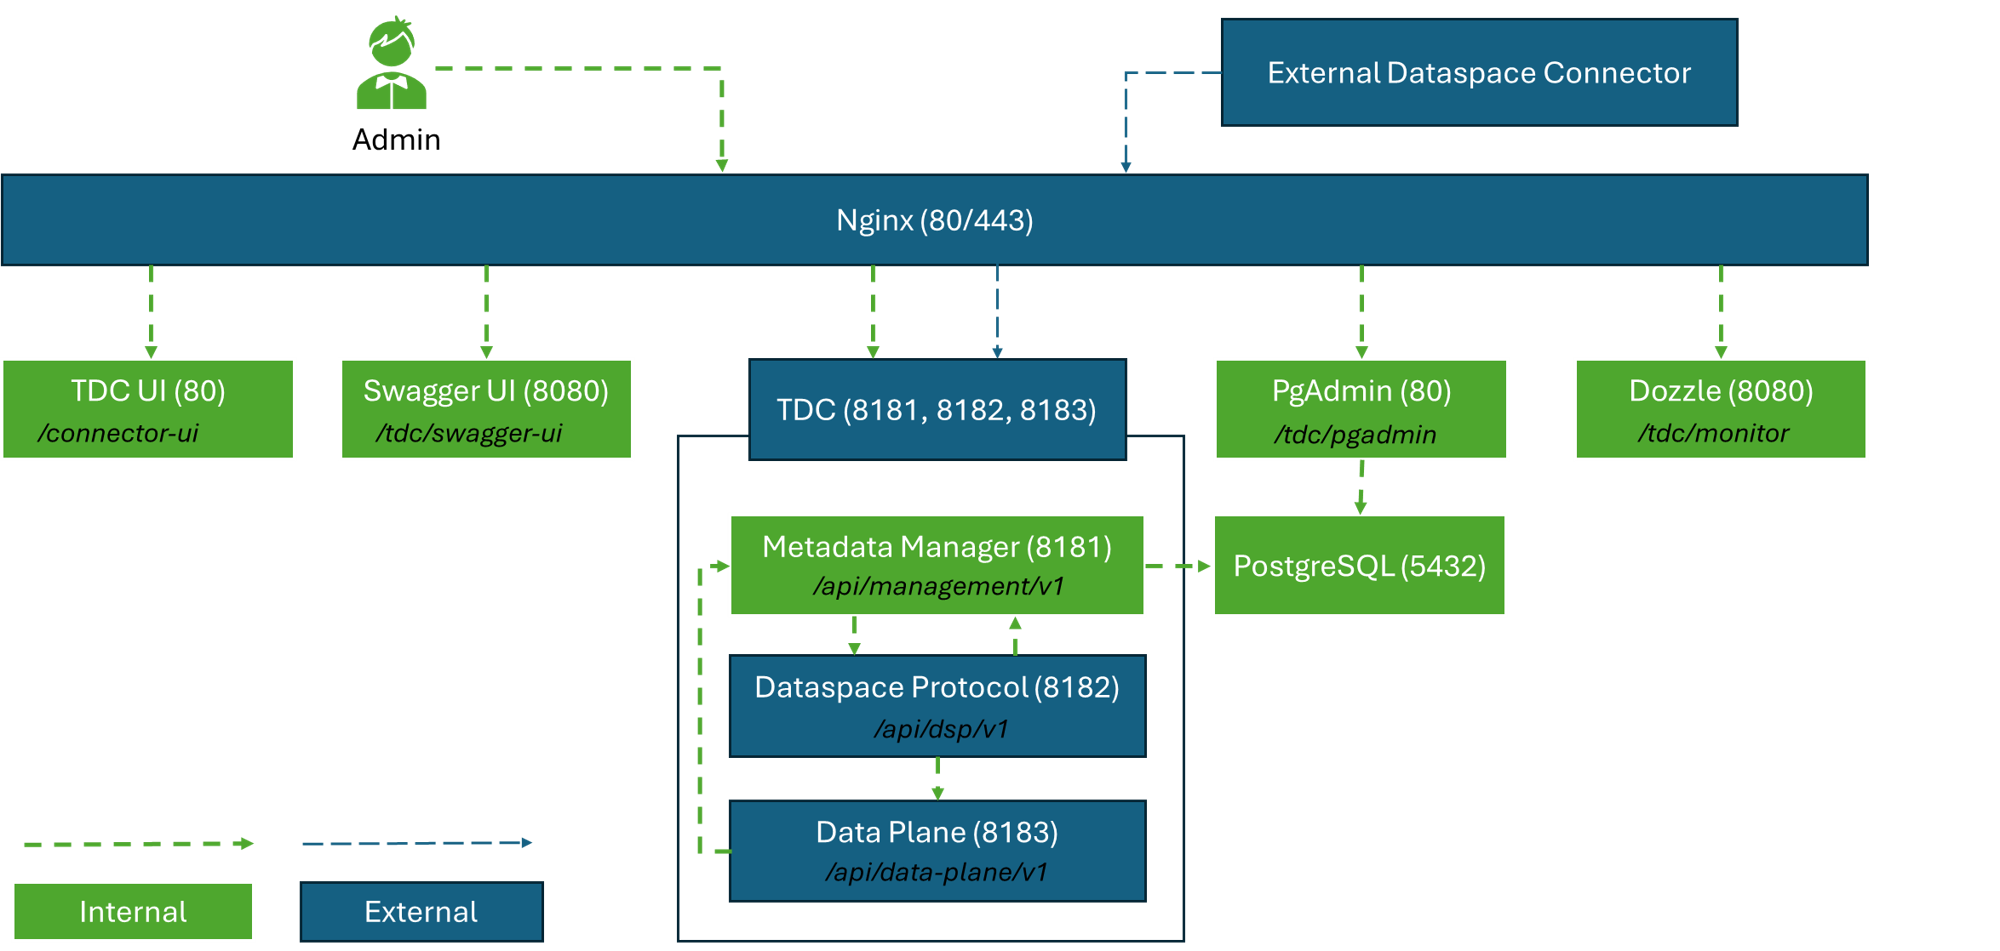 Admin
External Dataspace Connector
Nginx (80/443)
TDC UI (80)
/connector-ui
Swagger UI (8080)
/tdc/swagger-ui
TDC (8181, 8182, 8183)
PgAdmin (80)
/tdc/pgadmin
Dozzle (8080)
/tdc/monitor
Metadata Manager (8181)
/api/management/v1
PostgreSQL (5432)
Dataspace Protocol (8182)
/api/dsp/v1
Data Plane (8183)
/api/data-plane/v1
Internal
External